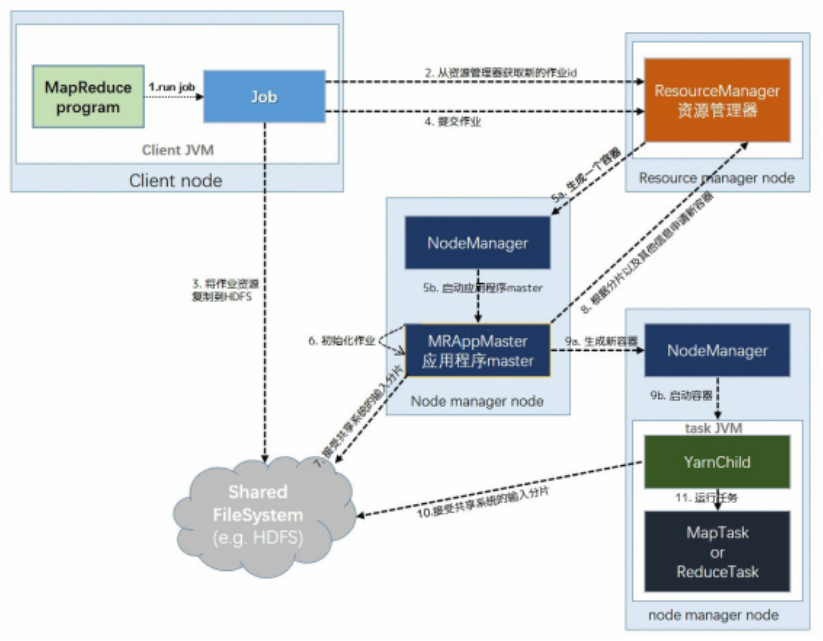 MapReduce
program
1.run job
Job
Client JVM
Client node
2. 从资源管理器获取新的作业id
4. 提交作业
ResourceManager
资源管理器
Resource manager node
5a. 生成一个容器
NodeManager
5b. 启动应用程序master
3. 将作业资源
复制到HDFS
6. 初始化作业
MRAppMaster
应用程序master
Node manager node
8. 根据分片以及其他信息申请新容器
9a. 生成新容器
NodeManager
9b. 启动容器
task JVM
YarnChild
11. 运行任务
MapTask
or
ReduceTask
node manager node
7. 接受共享系统的输入分片
10.接受共享系统的输入分片
Shared
FileSystem
(e.g. HDFS)